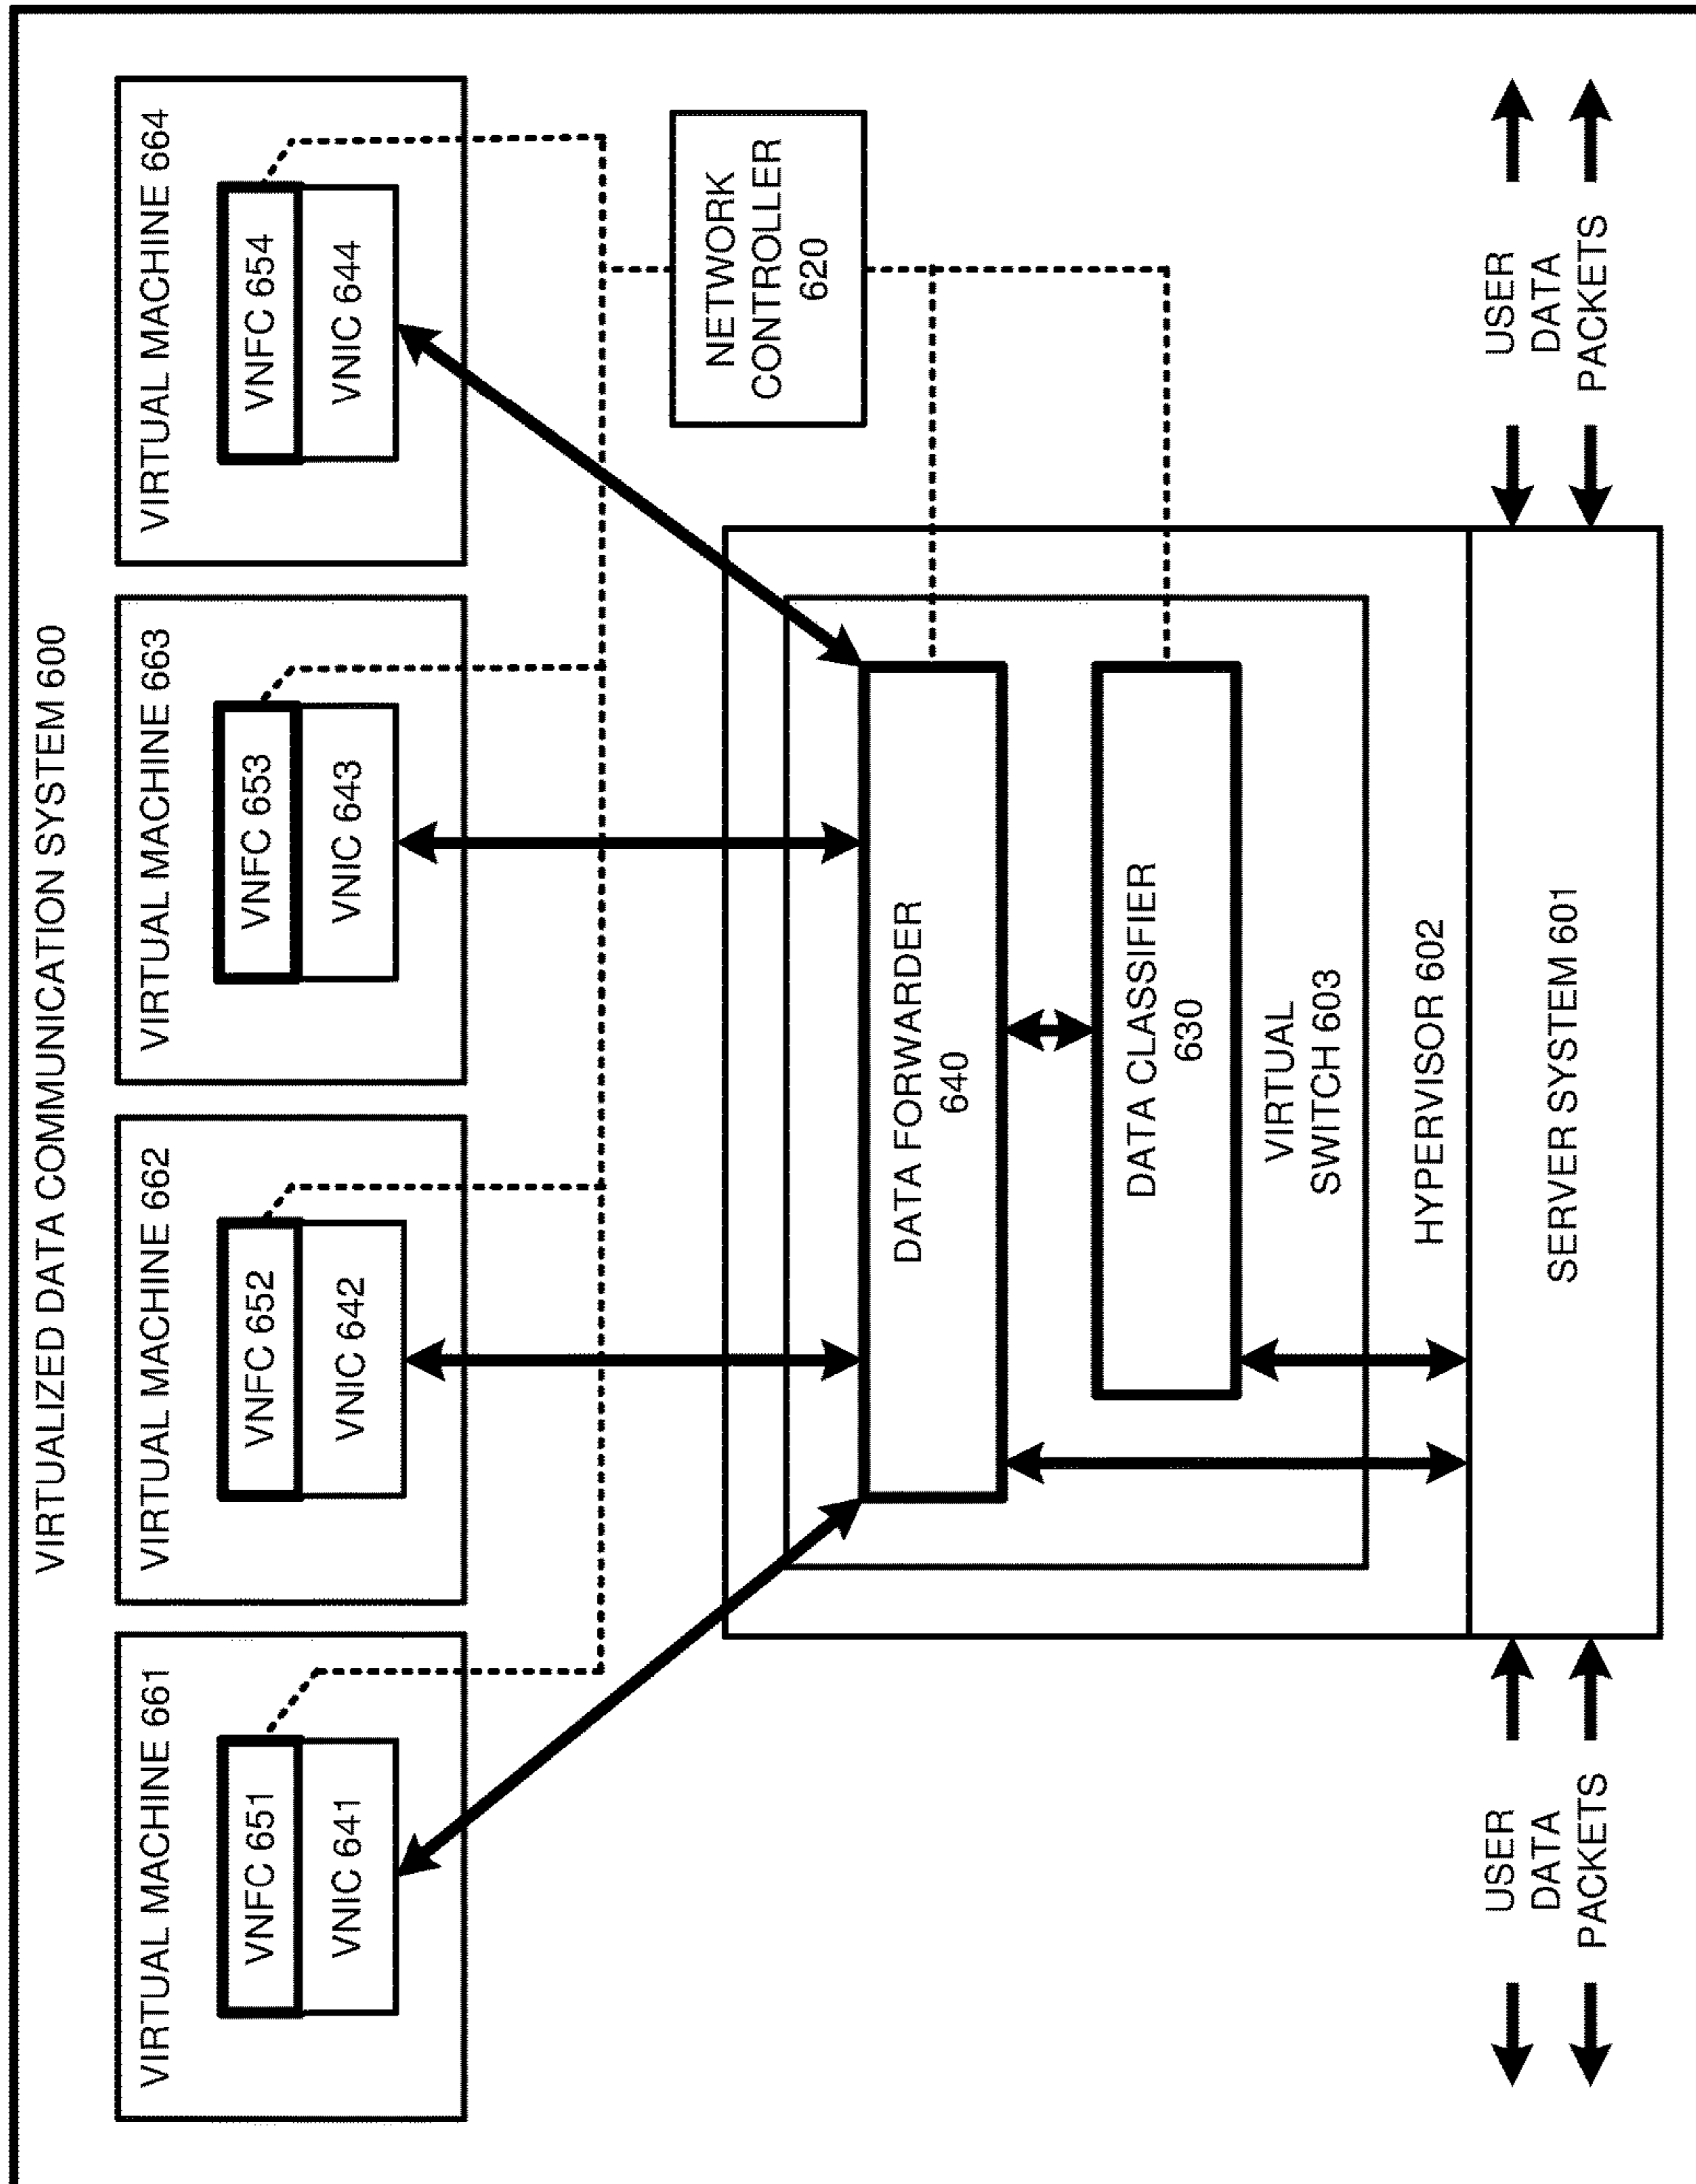 VIRTUALIZED DATA COMMUNICATION SYSTEM 600
VIRTUAL MACHINE 661
VNFC 651
VNIC 641
VIRTUAL MACHINE 662
VNFC 652
VNIC 642
VIRTUAL MACHINE 663
VNFC 653
VNIC 643
VIRTUAL MACHINE 664
VNFC 654
VNIC 644
NETWORK
CONTROLLER
620
DATA FORWARDER
640
DATA CLASSIFIER
630
VIRTUAL
SWITCH 603
HYPERVISOR 602
SERVER SYSTEM 601
USER
DATA
PACKETS
USER
DATA
PACKETS